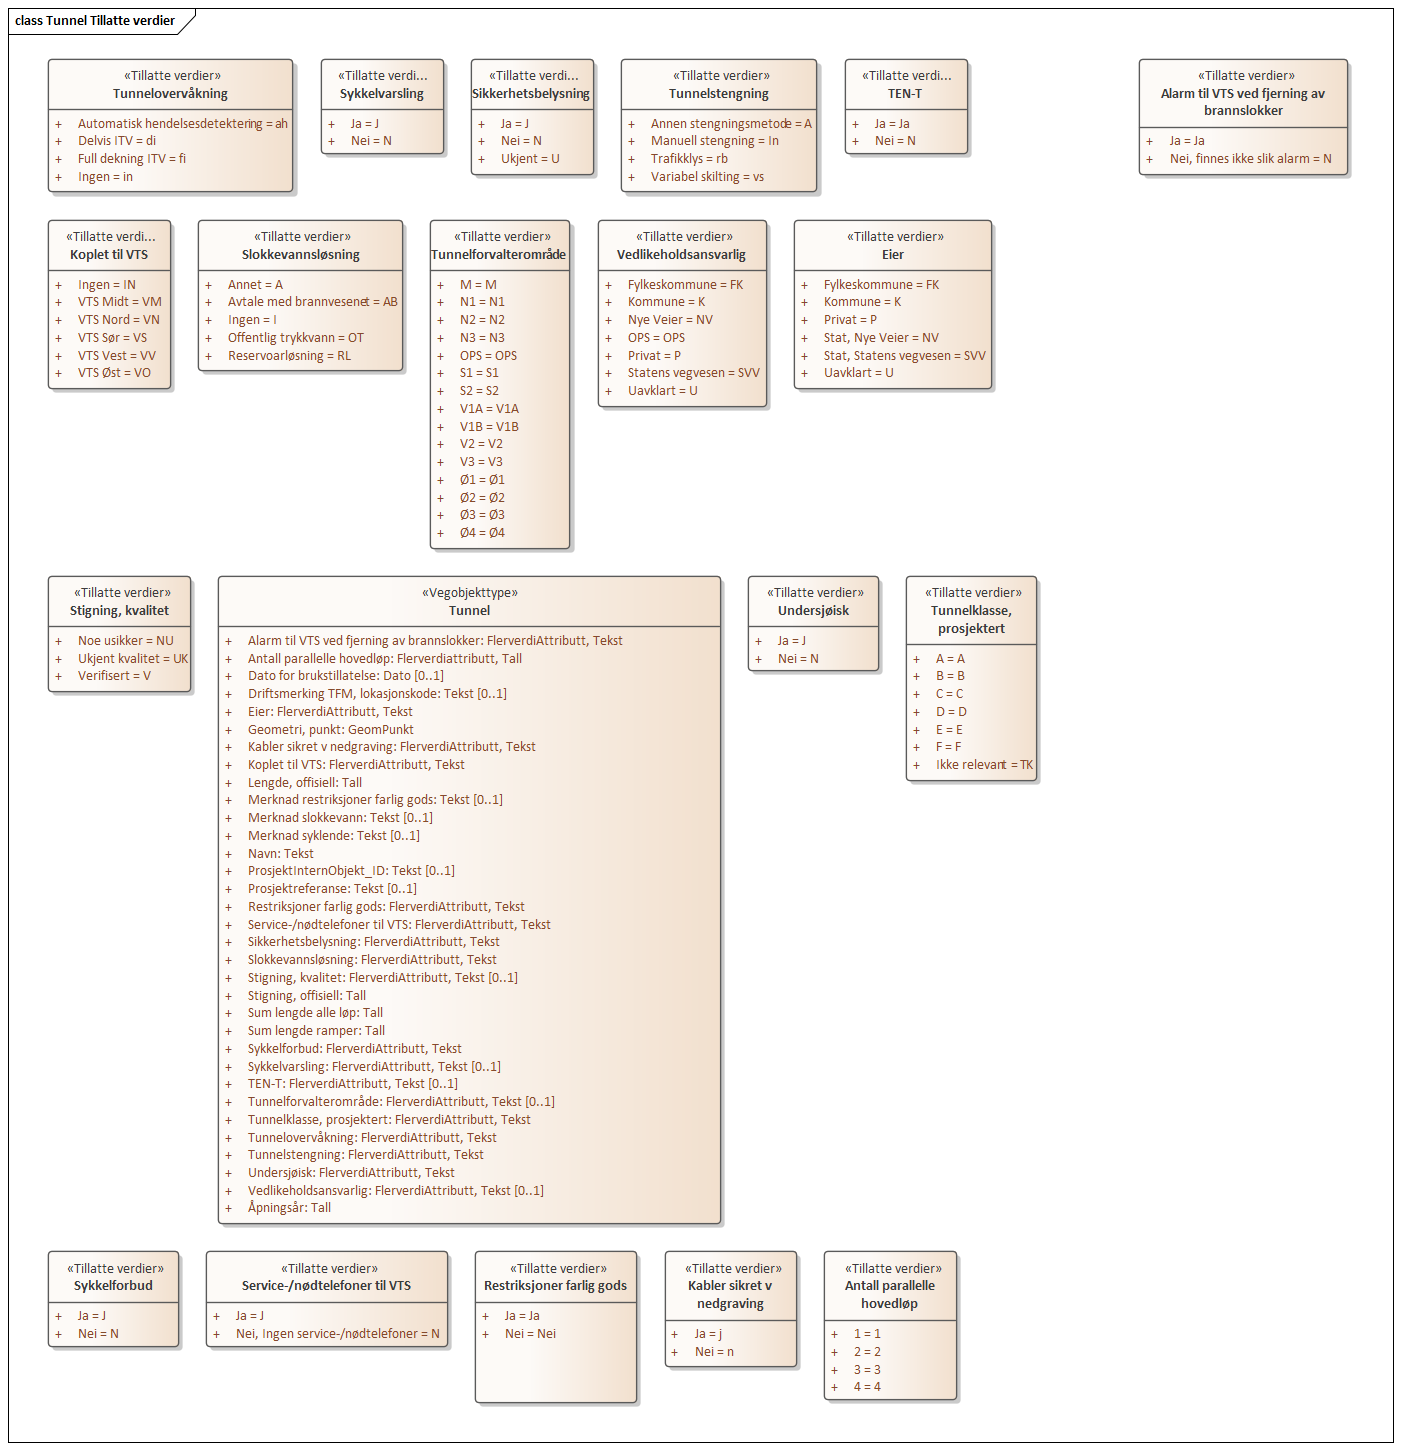 class Tunnel Tillatte verdier
«Tillatte verdier»
Tunnelovervåkning
+ Automatisk hendelsesdetektering = ah
+ Delvis ITV = di
+ Full dekning ITV = fi
+ Ingen = in
«Tillatte verdi...
Sykkelvarsling
+ Ja = J
+ Nei = N
«Tillatte verdi...
Sikkerhetsbelysning
+ Ja = J
+ Nei = N
+ Ukjent = U
«Tillatte verdier»
Tunnelstengning
+ Annen stengningsmetode = A
+ Manuell stengning = ln
+ Trafikklys = rb
+ Variabel skilting = vs
«Tillatte verdi...
TEN-T
+ Ja = Ja
+ Nei = N
«Tillatte verdier»
Alarm til VTS ved fjerning av
brannslokker
+ Ja = Ja
+ Nei, finnes ikke slik alarm = N
«Tillatte verdi...
Koplet til VTS
+ Ingen = IN
+ VTS Midt = VM
+ VTS Nord = VN
+ VTS Sør = VS
+ VTS Vest = VV
+ VTS Øst = VO
«Tillatte verdier»
Slokkevannsløsning
+ Annet = A
+ Avtale med brannvesenet = AB
+ Ingen = I
+ Offentlig trykkvann = OT
+ Reservoarløsning = RL
«Tillatte verdier»
Tunnelforvalterområde
+ M = M
+ N1 = N1
+ N2 = N2
+ N3 = N3
+ OPS = OPS
+ S1 = S1
+ S2 = S2
+ V1A = V1A
+ V1B = V1B
+ V2 = V2
+ V3 = V3
+ Ø1 = Ø1
+ Ø2 = Ø2
+ Ø3 = Ø3
+ Ø4 = Ø4
«Tillatte verdier»
Vedlikeholdsansvarlig
+ Fylkeskommune = FK
+ Kommune = K
+ Nye Veier = NV
+ OPS = OPS
+ Privat = P
+ Statens vegvesen = SVV
+ Uavklart = U
«Tillatte verdier»
Eier
+ Fylkeskommune = FK
+ Kommune = K
+ Privat = P
+ Stat, Nye Veier = NV
+ Stat, Statens vegvesen = SVV
+ Uavklart = U
«Tillatte verdier»
Stigning, kvalitet
+ Noe usikker = NU
+ Ukjent kvalitet = UK
+ Verifisert = V
«Vegobjekttype»
Tunnel
+ Alarm til VTS ved fjerning av brannslokker: FlerverdiAttributt, Tekst
+ Antall parallelle hovedløp: Flerverdiattributt, Tall
+ Dato for brukstillatelse: Dato [0..1]
+ Driftsmerking TFM, lokasjonskode: Tekst [0..1]
+ Eier: FlerverdiAttributt, Tekst
+ Geometri, punkt: GeomPunkt
+ Kabler sikret v nedgraving: FlerverdiAttributt, Tekst
+ Koplet til VTS: FlerverdiAttributt, Tekst
+ Lengde, offisiell: Tall
+ Merknad restriksjoner farlig gods: Tekst [0..1]
+ Merknad slokkevann: Tekst [0..1]
+ Merknad syklende: Tekst [0..1]
+ Navn: Tekst
+ ProsjektInternObjekt_ID: Tekst [0..1]
+ Prosjektreferanse: Tekst [0..1]
+ Restriksjoner farlig gods: FlerverdiAttributt, Tekst
+ Service-/nødtelefoner til VTS: FlerverdiAttributt, Tekst
+ Sikkerhetsbelysning: FlerverdiAttributt, Tekst
+ Slokkevannsløsning: FlerverdiAttributt, Tekst
+ Stigning, kvalitet: FlerverdiAttributt, Tekst [0..1]
+ Stigning, offisiell: Tall
+ Sum lengde alle løp: Tall
+ Sum lengde ramper: Tall
+ Sykkelforbud: FlerverdiAttributt, Tekst
+ Sykkelvarsling: FlerverdiAttributt, Tekst [0..1]
+ TEN-T: FlerverdiAttributt, Tekst [0..1]
+ Tunnelforvalterområde: FlerverdiAttributt, Tekst [0..1]
+ Tunnelklasse, prosjektert: FlerverdiAttributt, Tekst
+ Tunnelovervåkning: FlerverdiAttributt, Tekst
+ Tunnelstengning: FlerverdiAttributt, Tekst
+ Undersjøisk: FlerverdiAttributt, Tekst
+ Vedlikeholdsansvarlig: FlerverdiAttributt, Tekst [0..1]
+ Åpningsår: Tall
«Tillatte verdier»
Undersjøisk
+ Ja = J
+ Nei = N
«Tillatte verdier»
Tunnelklasse,
prosjektert
+ A = A
+ B = B
+ C = C
+ D = D
+ E = E
+ F = F
+ Ikke relevant = TK
«Tillatte verdier»
Sykkelforbud
+ Ja = J
+ Nei = N
«Tillatte verdier»
Service-/nødtelefoner til VTS
+ Ja = J
+ Nei, Ingen service-/nødtelefoner = N
«Tillatte verdier»
Restriksjoner farlig gods
+ Ja = Ja
+ Nei = Nei
«Tillatte verdier»
Kabler sikret v
nedgraving
+ Ja = j
+ Nei = n
«Tillatte verdier»
Antall parallelle
hovedløp
+ 1 = 1
+ 2 = 2
+ 3 = 3
+ 4 = 4